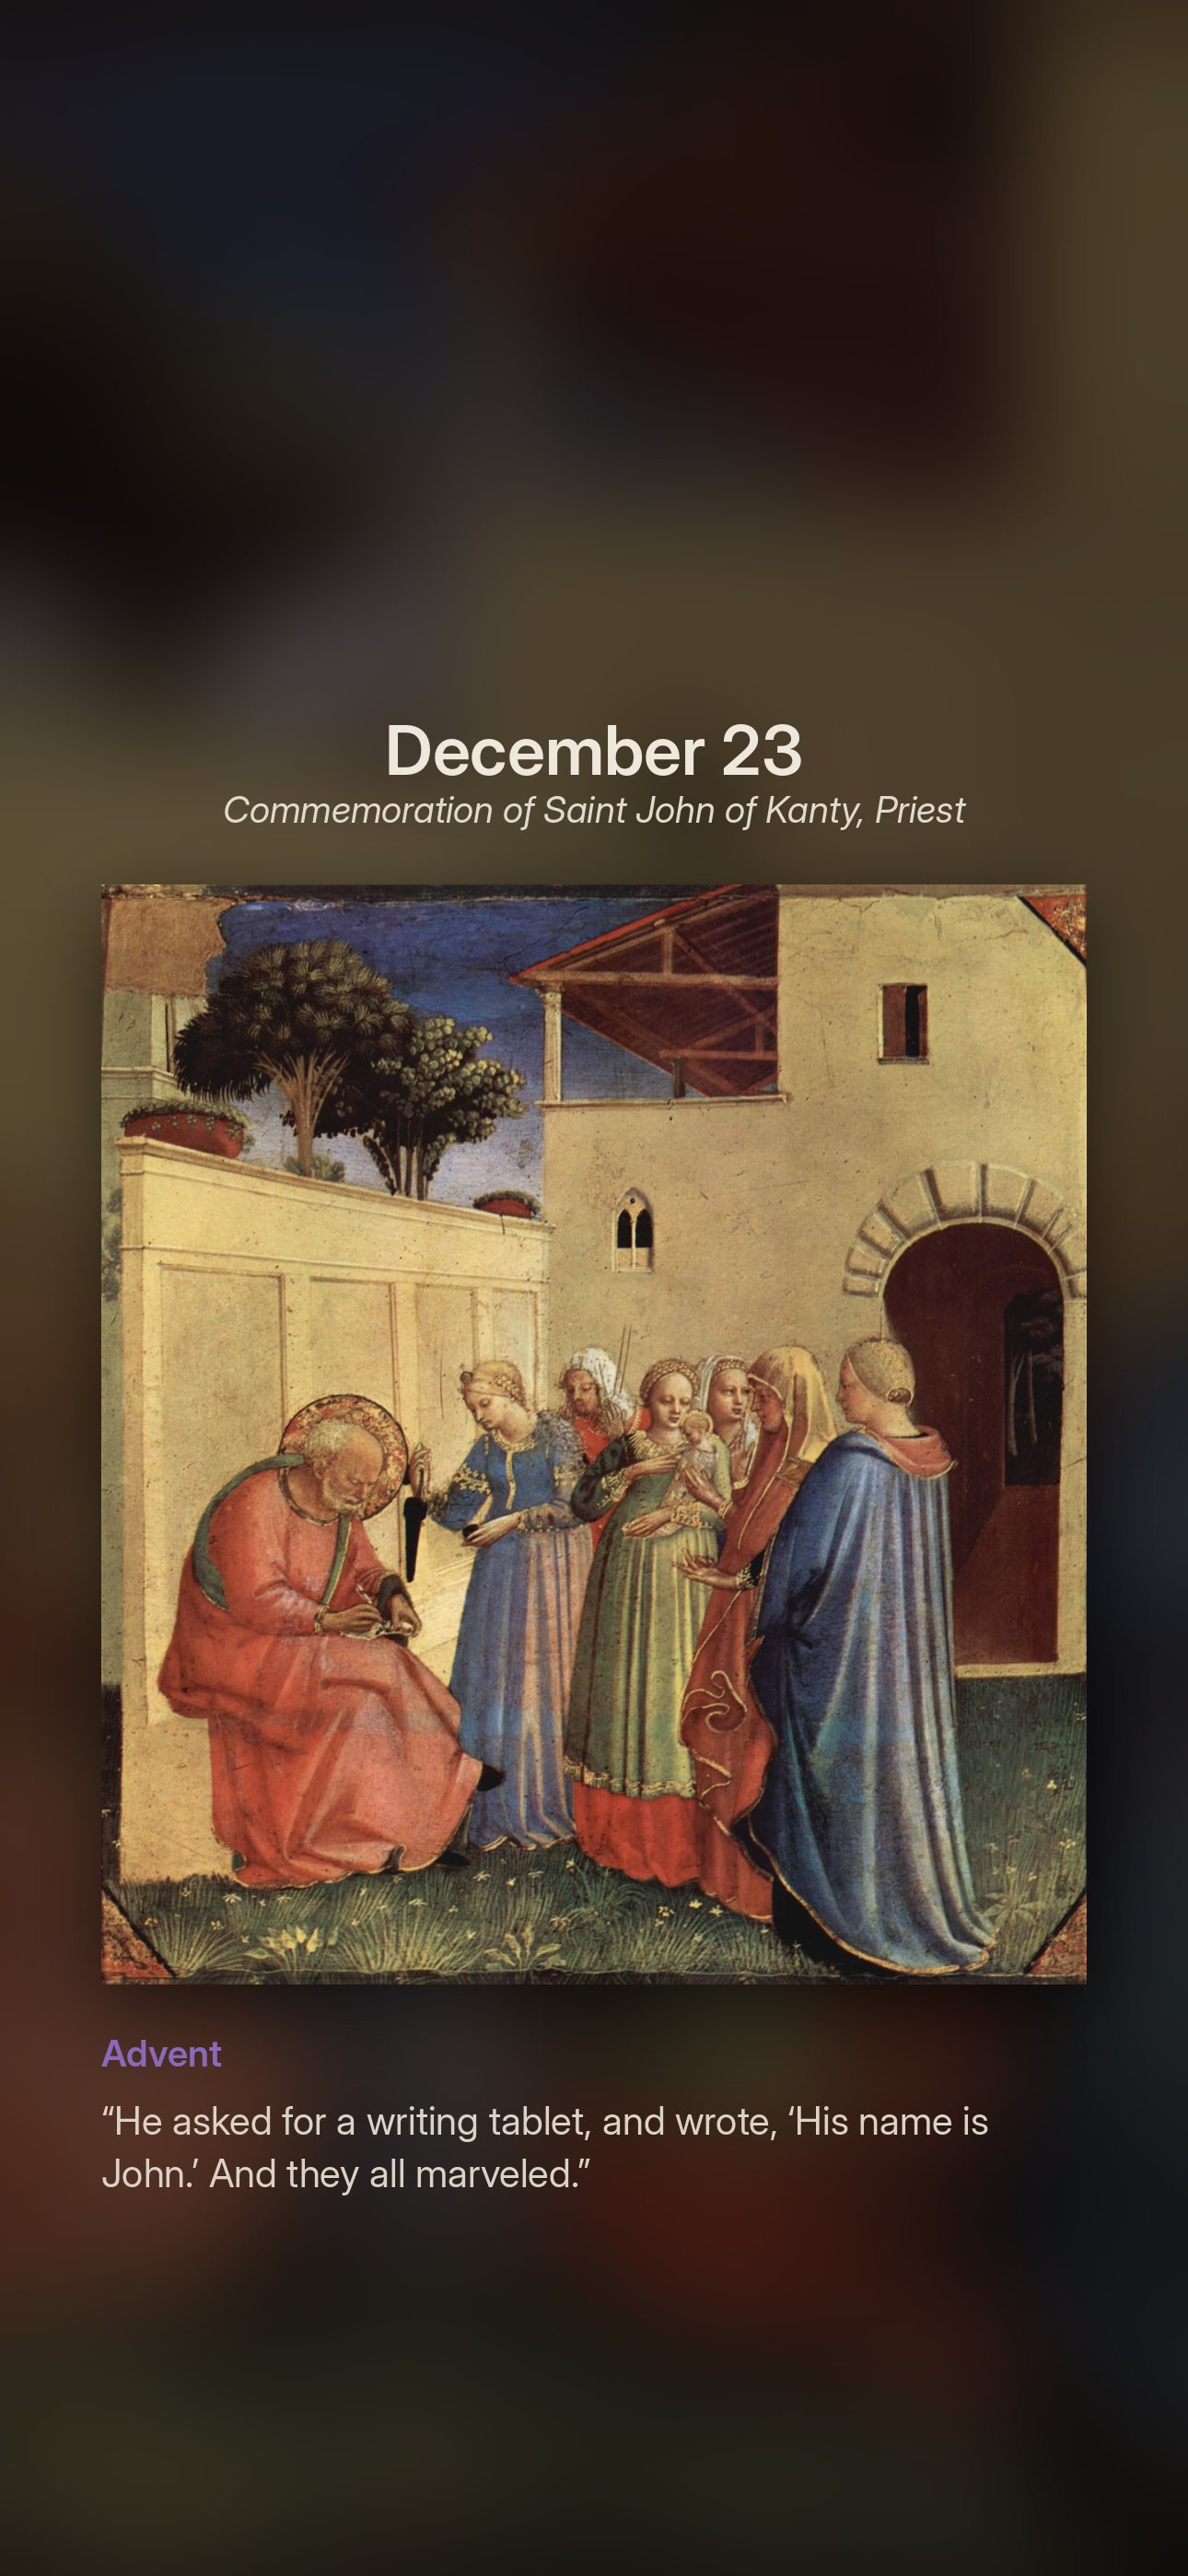 December 23
Commemoration of Saint John of Kanty, Priest
Advent
“He asked for a writing tablet, and wrote, ‘His name is
John.’ And they all marveled.”